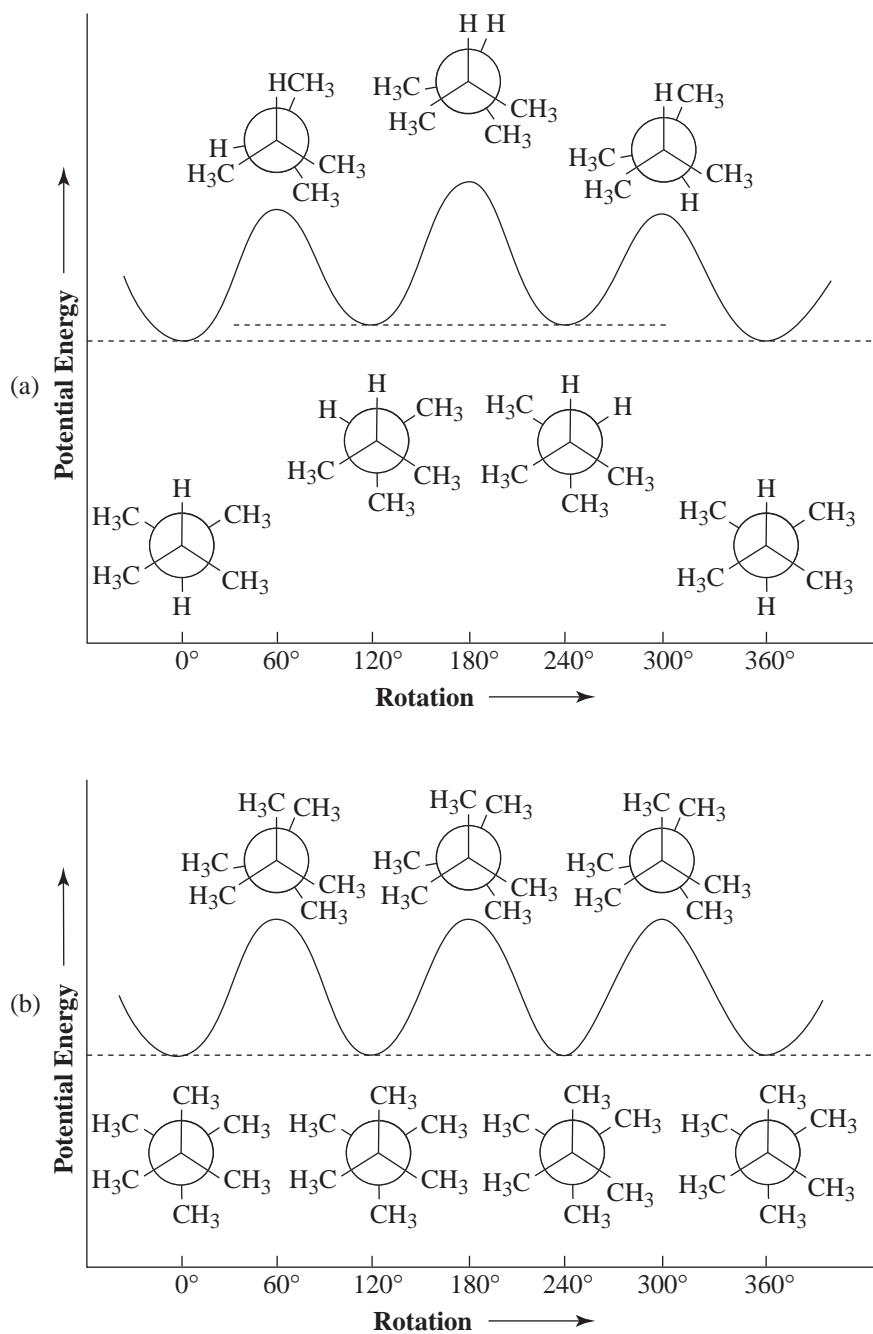 H H
H₃C
CH₃
H₃C
CH₃
HCH₃
H
H₃C
CH₃
CH₃
H CH₃
H₃C
H₃C
CH₃
H
(a)
Potential Energy
H
H
CH₃
H₃C
CH₃
CH₃
H
H₃C
H
H₃C
CH₃
CH₃
H
H₃C
CH₃
H₃C
CH₃
H
H
H₃C
CH₃
H₃C
CH₃
H
0° 60° 120° 180° 240° 300° 360°
Rotation
H₃C CH₃
H₃C
H₃C
CH₃
CH₃
H₃C
CH₃
H₃C
H₃C
CH₃
CH₃
H₃C CH₃
H₃C
H₃C
CH₃
CH₃
(b)
Potential Energy
CH₃
H₃C
CH₃
H₃C
CH₃
CH₃
CH₃
H₃C
CH₃
H₃C
CH₃
CH₃
CH₃
H₃C
CH₃
H₃C
CH₃
CH₃
CH₃
H₃C
CH₃
H₃C
CH₃
CH₃
0° 60° 120° 180° 240° 300° 360°
Rotation